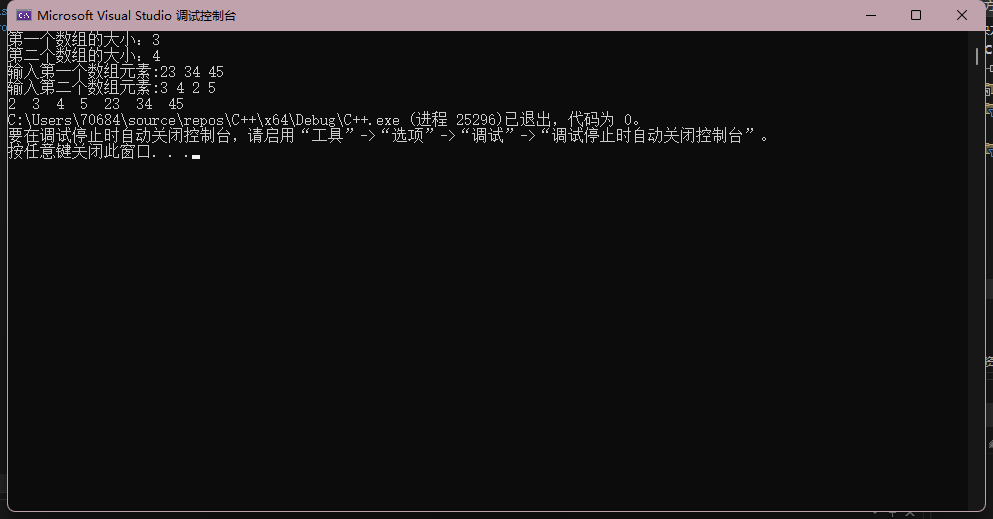 Microsoft Visual Studio 调试控制台
第一个数组的大小：3
第二个数组的大小：4
输入第一个数组元素:23 34 45
输入第二个数组元素:3 4 2 5
2  3  4  5  23  34  45
C:\Users\70684\source\repos\C++\x64\Debug\C++.exe (进程 25296)已退出，代码为 0。
要在调试停止时自动关闭控制台，请启用“工具”->“选项”->“调试”->“调试停止时自动关闭控制台”。
按任意键关闭此窗口. . .